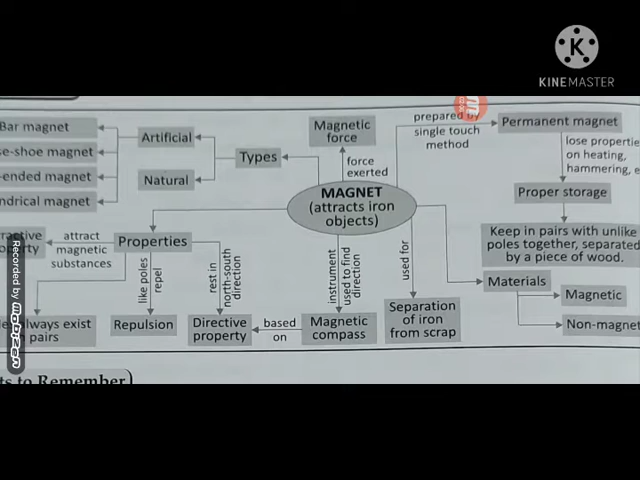 KINEMASTER
Bar magnet
se-shoe magnet
-ended magnet
ndrical magnet
Artificial
Natural
Types
Magnetic
force
force
exerted
prepared by
single touch
method
Permanent magnet
lose propertie
on heating,
hammering, e
Proper storage
Keep in pairs with unlike
poles together, separated
by a piece of wood.
MAGNET
(attracts iron
objects)
Properties
attract
magnetic
substances
always exist
pairs
like poles
repel
Repulsion
rest in
north-south
direction
Directive
property
based
on
instrument
used to find
direction
Magnetic
compass
used for
Separation
of iron
from scrap
Materials
Magnetic
Non-magne
ts to Remember
Recorded by